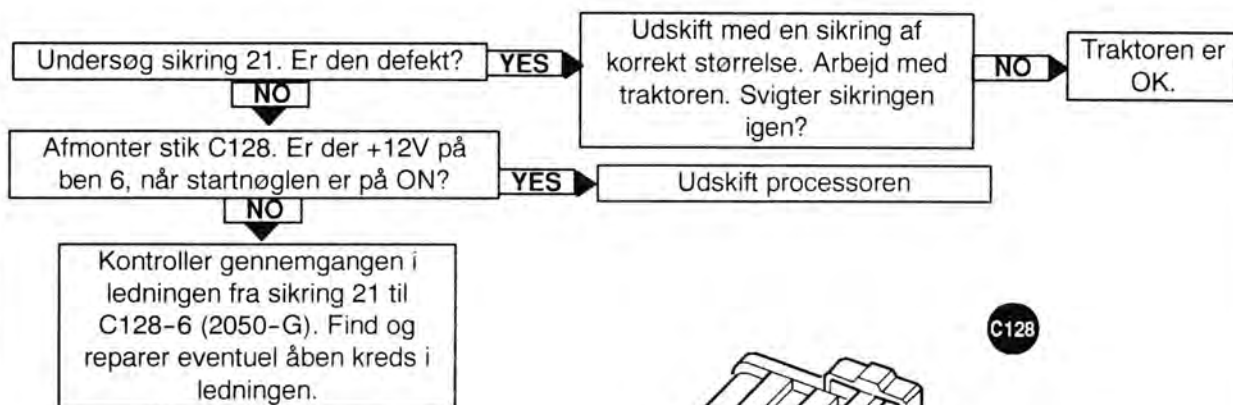 Undersøg sikring 21. Er den defekt?
YES
Udskift med en sikring af
korrekt størrelse. Arbejd med
traktoren. Svigter sikringen
igen?
NO
Traktoren er
OK.
NO
Afmonter stik C128. Er der +12V på
ben 6, når startnøglen er på ON?
YES
Udskift processoren
NO
Kontroller gennemgangen i
ledningen fra sikring 21 til
C128-6 (2050-G). Find og
reparer eventuel åben kreds i
ledningen.
C128